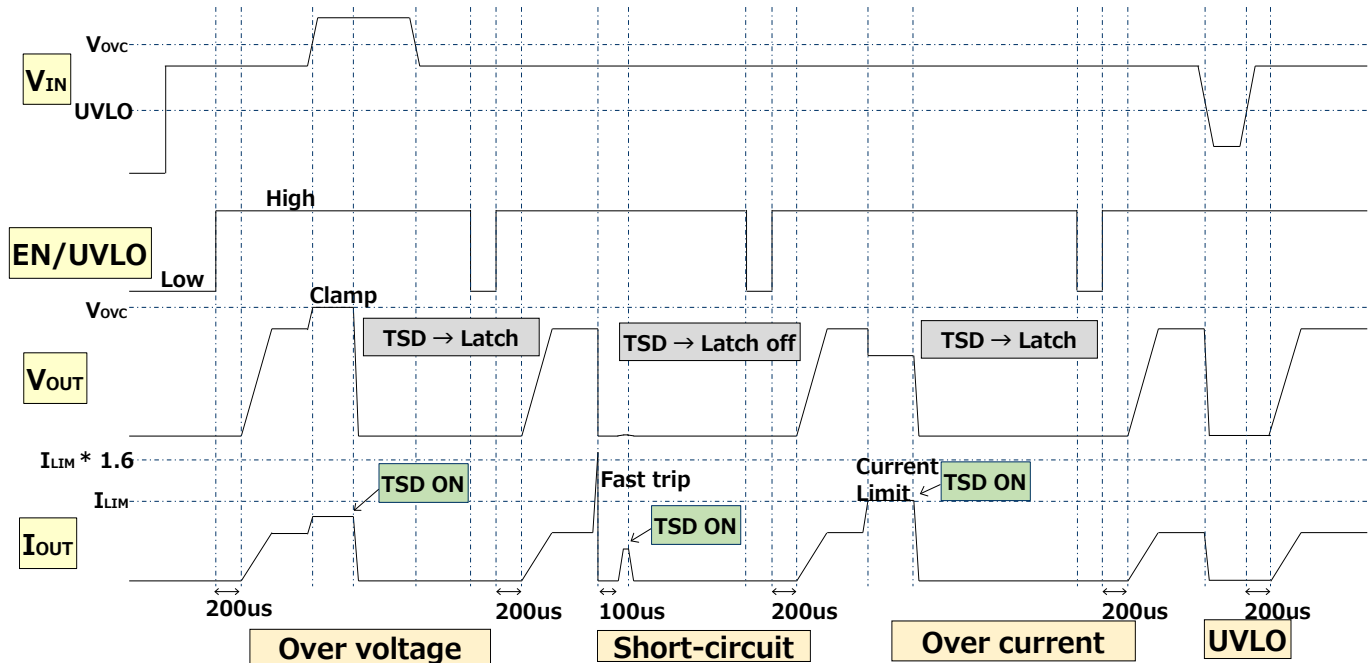 VOVC
VIN
UVLO
High
EN/UVLO
Low
Clamp
VOVC
TSD → Latch
TSD → Latch off
TSD → Latch
VOUT
ILIM * 1.6
Fast trip
Current
Limit
TSD ON
TSD ON
TSD ON
ILIM
IOUT
200us
200us
100us
200us
200us
200us
Over voltage
Short-circuit
Over current
UVLO